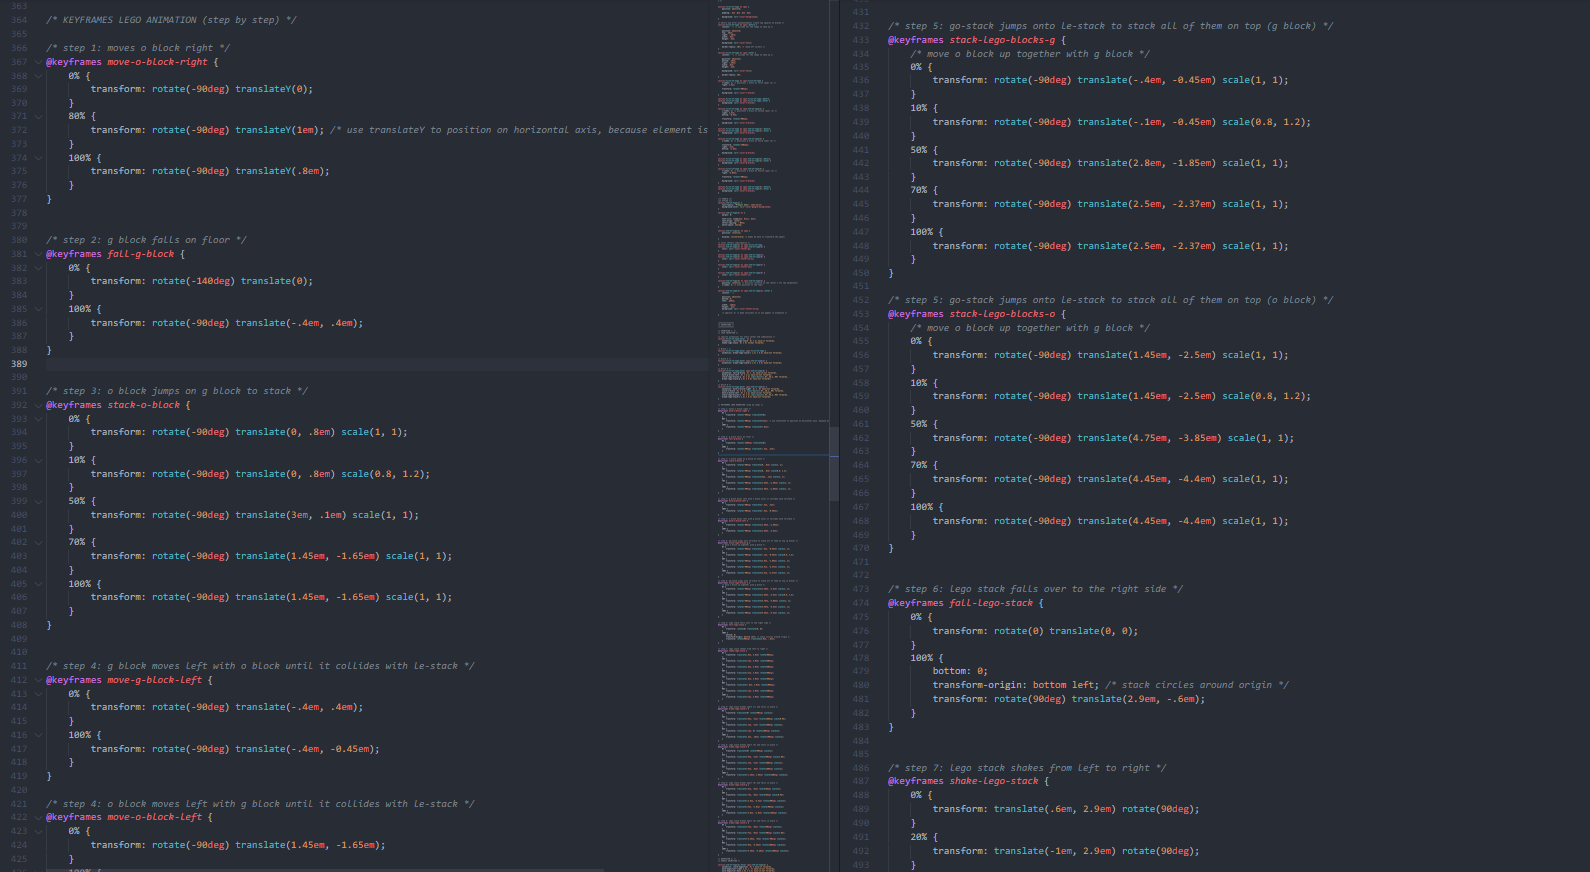 363
364 /* KEYFRAMES LEGO ANIMATION (step by step) */
365
366 /* step 1: moves o block right */
367 @keyframes move-o-block-right {
368 0% {
369 transform: rotate(-90deg) translateY(0);
370 }
371 80% {
372 transform: rotate(-90deg) translateY(1em); /* use translateY to position on horizontal axis, because element is
373 }
374 100% {
375 transform: rotate(-90deg) translateY(.8em);
376 }
377 }
378
379
380 /* step 2: g block falls on floor */
381 @keyframes fall-g-block {
382 0% {
383 transform: rotate(-140deg) translate(0);
384 }
385 100% {
386 transform: rotate(-90deg) translate(-.4em, .4em);
387 }
388 }
389
390
391 /* step 3: o block jumps on g block to stack */
392 @keyframes stack-o-block {
393 0% {
394 transform: rotate(-90deg) translate(0, .8em) scale(1, 1);
395 }
396 10% {
397 transform: rotate(-90deg) translate(0, .8em) scale(0.8, 1.2);
398 }
399 50% {
400 transform: rotate(-90deg) translate(3em, .1em) scale(1, 1);
401 }
402 70% {
403 transform: rotate(-90deg) translate(1.45em, -1.65em) scale(1, 1);
404 }
405 100% {
406 transform: rotate(-90deg) translate(1.45em, -1.65em) scale(1, 1);
407 }
408 }
409
410
411 /* step 4: g block moves left with o block until it collides with le-stack */
412 @keyframes move-g-block-left {
413 0% {
414 transform: rotate(-90deg) translate(-.4em, .4em);
415 }
416 100% {
417 transform: rotate(-90deg) translate(-.4em, -0.45em);
418 }
419 }
420
421 /* step 4: o block moves left with g block until it collides with le-stack */
422 @keyframes move-o-block-left {
423 0% {
424 transform: rotate(-90deg) translate(1.45em, -1.65em);
425 }
431
432 /* step 5: go-stack jumps onto le-stack to stack all of them on top (g block) */
433 @keyframes stack-lego-blocks-g {
434 /* move o block up together with g block */
435 0% {
436 transform: rotate(-90deg) translate(-.4em, -0.45em) scale(1, 1);
437 }
438 10% {
439 transform: rotate(-90deg) translate(-.1em, -0.45em) scale(0.8, 1.2);
440 }
441 50% {
442 transform: rotate(-90deg) translate(2.8em, -1.85em) scale(1, 1);
443 }
444 70% {
445 transform: rotate(-90deg) translate(2.5em, -2.37em) scale(1, 1);
446 }
447 100% {
448 transform: rotate(-90deg) translate(2.5em, -2.37em) scale(1, 1);
449 }
450 }
451
452 /* step 5: go-stack jumps onto le-stack to stack all of them on top (o block) */
453 @keyframes stack-lego-blocks-o {
454 /* move o block up together with g block */
455 0% {
456 transform: rotate(-90deg) translate(1.45em, -2.5em) scale(1, 1);
457 }
458 10% {
459 transform: rotate(-90deg) translate(1.45em, -2.5em) scale(0.8, 1.2);
460 }
461 50% {
462 transform: rotate(-90deg) translate(4.75em, -3.85em) scale(1, 1);
463 }
464 70% {
465 transform: rotate(-90deg) translate(4.45em, -4.4em) scale(1, 1);
466 }
467 100% {
468 transform: rotate(-90deg) translate(4.45em, -4.4em) scale(1, 1);
469 }
470 }
471
472
473 /* step 6: lego stack falls over to the right side */
474 @keyframes fall-lego-stack {
475 0% {
476 transform: rotate(0) translate(0, 0);
477 }
478 100% {
479 bottom: 0;
480 transform-origin: bottom left; /* stack circles around origin */
481 transform: rotate(90deg) translate(2.9em, -.6em);
482 }
483 }
484
485
486 /* step 7: lego stack shakes from left to right */
487 @keyframes shake-lego-stack {
488 0% {
489 transform: translate(.6em, 2.9em) rotate(90deg);
490 }
491 20% {
492 transform: translate(-1em, 2.9em) rotate(90deg);
493 }